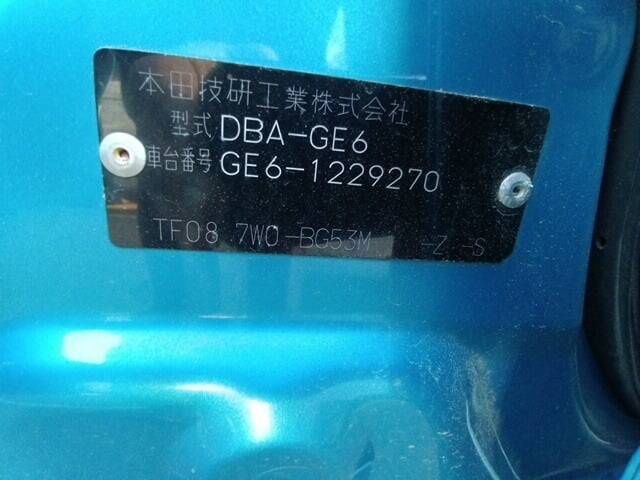 本田技研工業株式会社
型式 DBA-GE6
車台番号 GE6-1229270
TF08 7W0-BG53M -Z -S